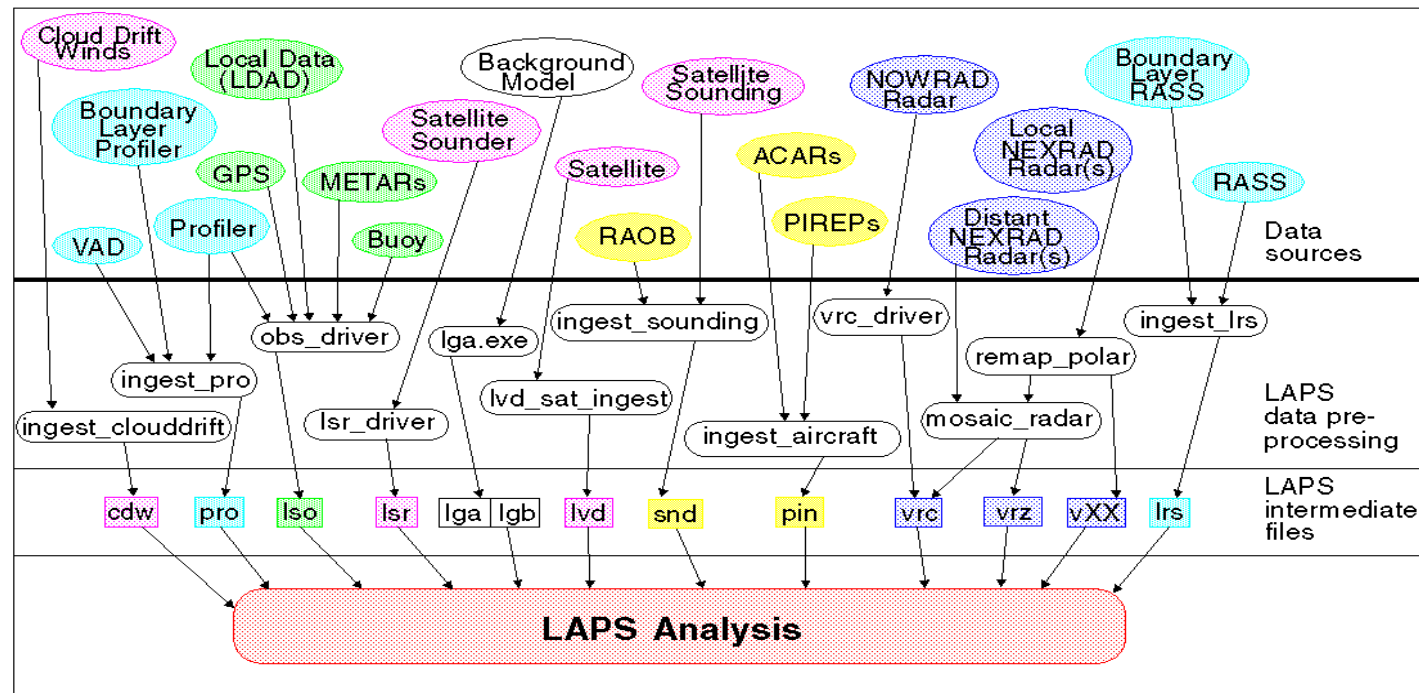 Cloud Drift
Winds
Local Data
(LDAD)
Background
Model
Satellite
Sounding
NOWRAD
Radar
Boundary
Layer
RASS
Boundary
Layer
Profiler
Satellite
Sounder
Local
NEXRAD
Radar(s)
ACARs
GPS
METARs
Satellite
RASS
Profiler
Distant
NEXRAD
Radar(s)
VAD
Buoy
RAOB
PIREPs
Data
sources
obs_driver
lga.exe
ingest_sounding
vrc_driver
ingest_lrs
remap_polar
ingest_pro
lvd_sat_ingest
ingest_clouddrift
lsr_driver
ingest_aircraft
mosaic_radar
LAPS
data pre-
processing
cdw
pro
lso
lsr
lga
lgb
lvd
snd
pin
vrc
vrz
vXX
lrs
LAPS
intermediate
files
LAPS Analysis